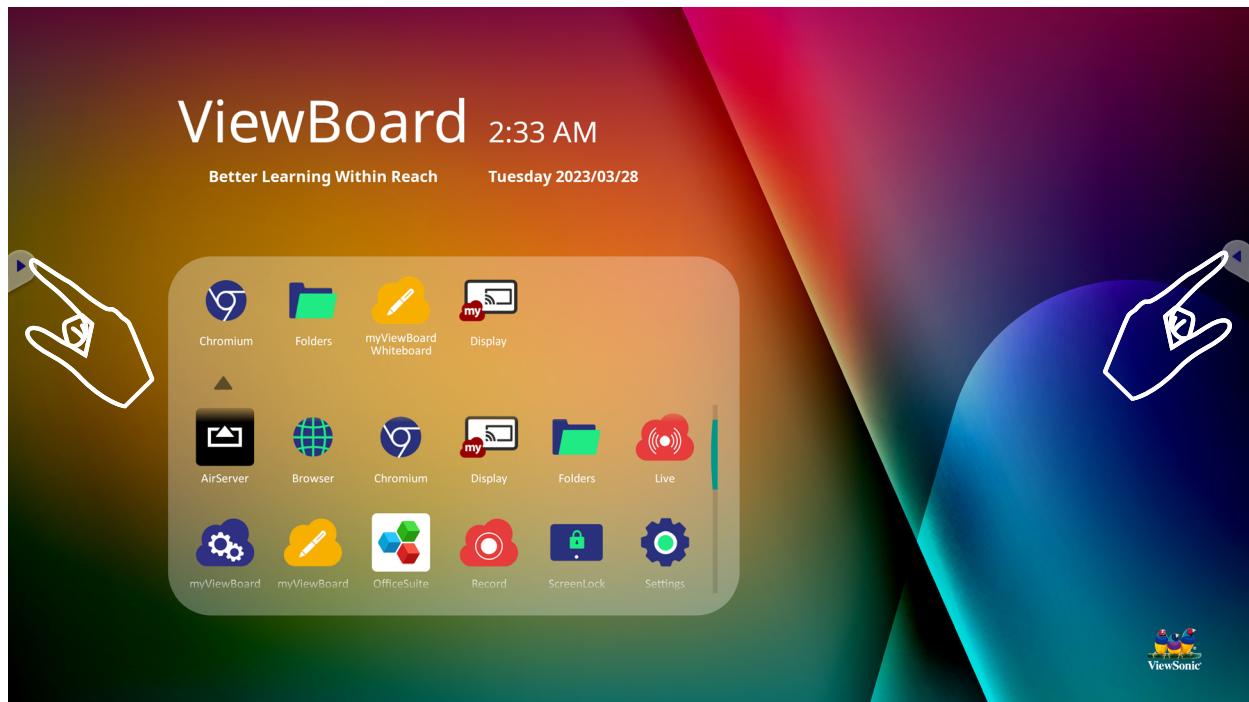 ViewBoard 2:33 AM
Better Learning Within Reach Tuesday 2023/03/28
Chromium Folders myViewBoard Whiteboard Display
my
AirServer Browser Chromium Display Folders Live
my
myViewBoard myViewBoard OfficeSuite Record ScreenLock Settings
ViewSonic